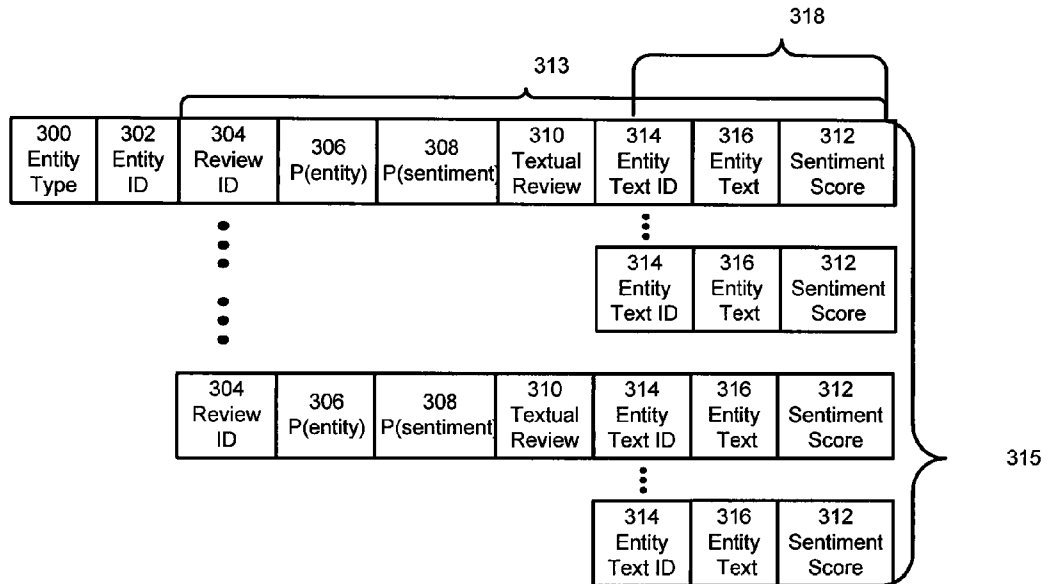 318
313
300 Entity Type
302 Entity ID
304 Review ID
306 P(entity)
308 P(sentiment)
310 Textual Review
314 Entity Text ID
316 Entity Text
312 Sentiment Score
314 Entity Text ID
316 Entity Text
312 Sentiment Score
304 Review ID
306 P(entity)
308 P(sentiment)
310 Textual Review
314 Entity Text ID
316 Entity Text
312 Sentiment Score
315
314 Entity Text ID
316 Entity Text
312 Sentiment Score